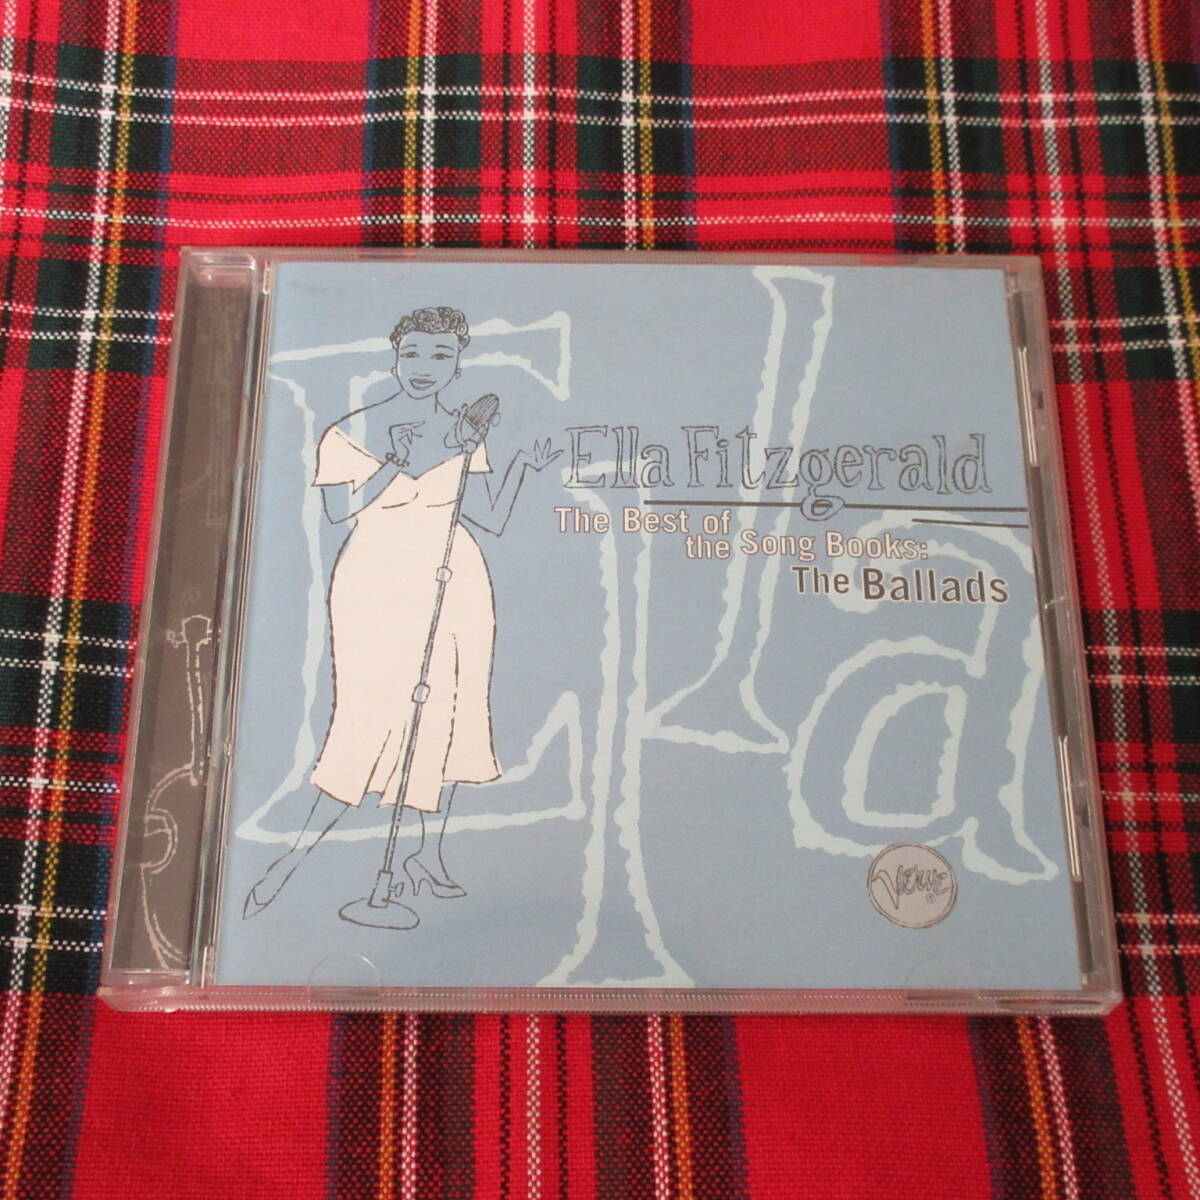 Ella
Ella Fitzgerald
The Best of
the Song Books:
The Ballads
VERVE